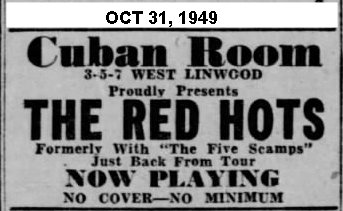 OCT 31, 1949
Cuban Room
3-5-7 WEST LINWOOD
Proudly Presents
THE RED HOTS
Formerly With "The Five Scamps"
Just Back From Tour
NOW PLAYING
NO COVER—NO MINIMUM